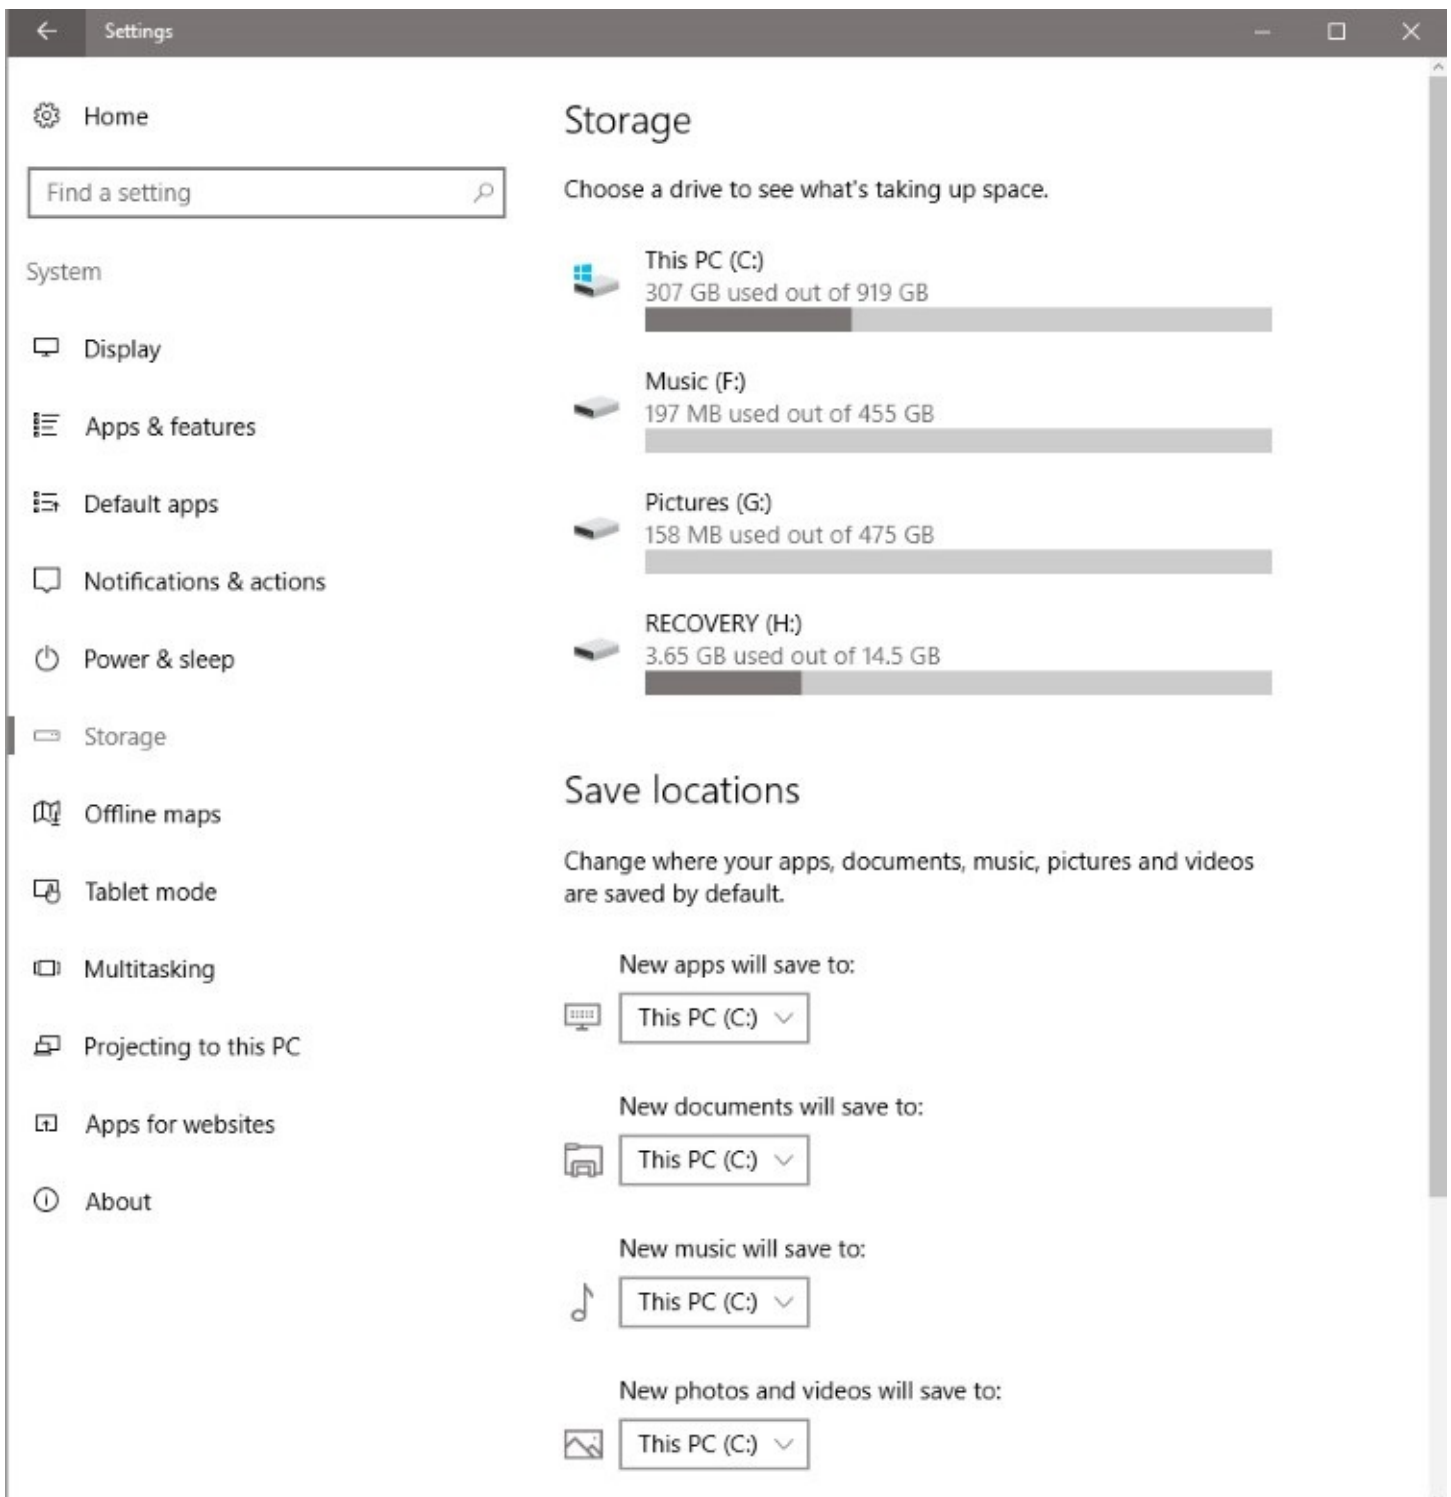 Settings
Home
Find a setting
System
Display
Apps & features
Default apps
Notifications & actions
Power & sleep
Storage
Offline maps
Tablet mode
Multitasking
Projecting to this PC
Apps for websites
About
Storage
Choose a drive to see what's taking up space.
This PC (C:)
307 GB used out of 919 GB
Music (F:)
197 MB used out of 455 GB
Pictures (G:)
158 MB used out of 475 GB
RECOVERY (H:)
3.65 GB used out of 14.5 GB
Save locations
Change where your apps, documents, music, pictures and videos
are saved by default.
New apps will save to:
This PC (C:)
New documents will save to:
This PC (C:)
New music will save to:
This PC (C:)
New photos and videos will save to:
This PC (C:)